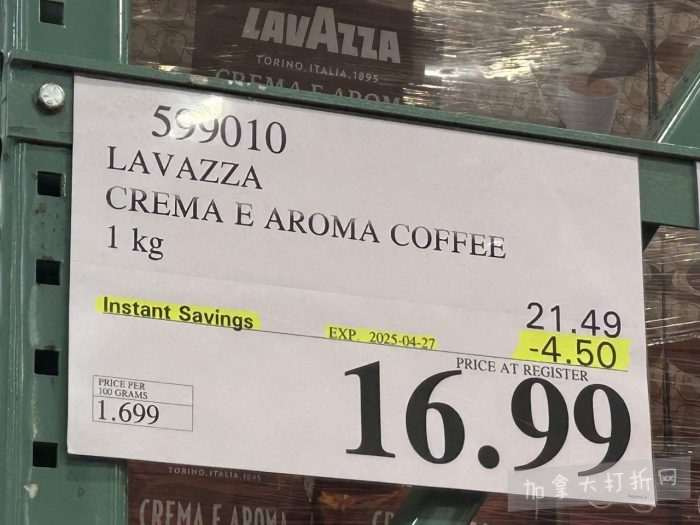 LAVAZZA
TORINO, ITALIA, 1895
CREMA E AROMA
599010
LAVAZZA
CREMA E AROMA COFFEE
1 kg
21.49
Instant Savings
EXP. 2025-04-27
-4.50
PRICE AT REGISTER
16.99
PRICE PER
100 GRAMS
1.699
TORINO, ITALIA, 1895
CREMA E AROMA
加拿大打折网